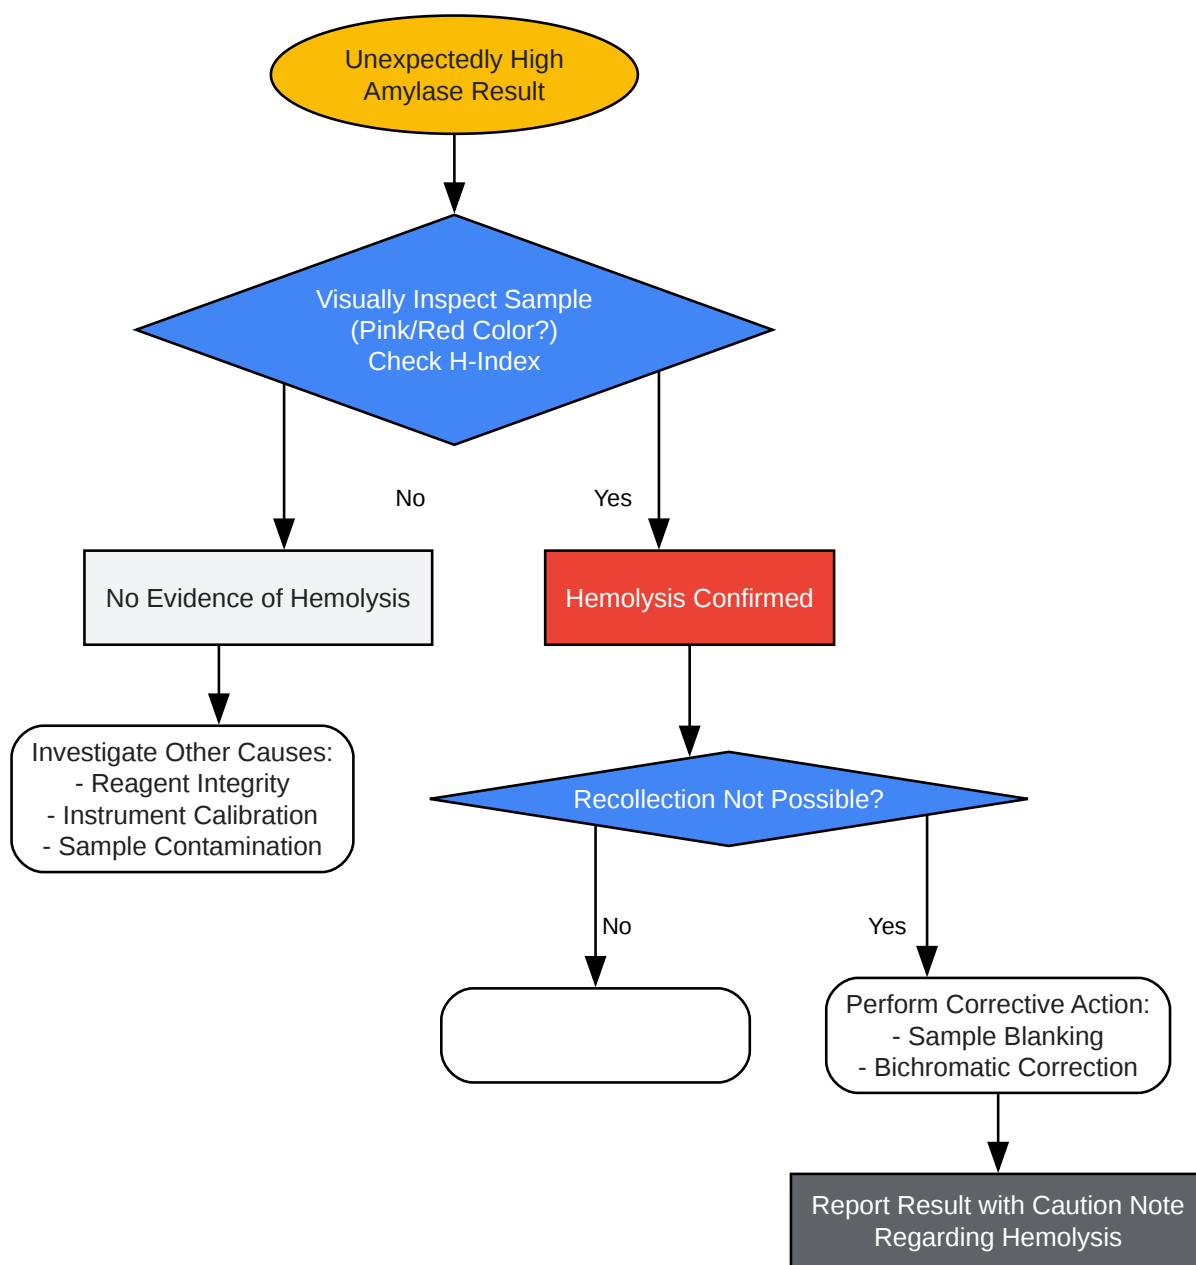 Unexpectedly High
Amylase Result
Visually Inspect Sample
(Pink/Red Color?)
Check H-Index
No
Yes
No Evidence of Hemolysis
Hemolysis Confirmed
Investigate Other Causes:
- Reagent Integrity
- Instrument Calibration
- Sample Contamination
Recollection Not Possible?
No
Yes
Perform Corrective Action:
- Sample Blanking
- Bichromatic Correction
Report Result with Caution Note
Regarding Hemolysis